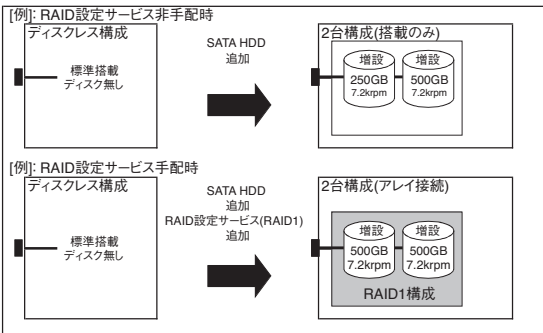 [例]: RAID設定サービス非手配時
ディスクレス構成
標準搭載
ディスク無し
SATA HDD
追加
2台構成(搭載のみ)
増設
250GB
7.2krpm
増設
500GB
7.2krpm
[例]: RAID設定サービス手配時
ディスクレス構成
標準搭載
ディスク無し
SATA HDD
追加
RAID設定サービス(RAID1)
追加
2台構成(アレイ接続)
増設
500GB
7.2krpm
増設
500GB
7.2krpm
RAID1構成